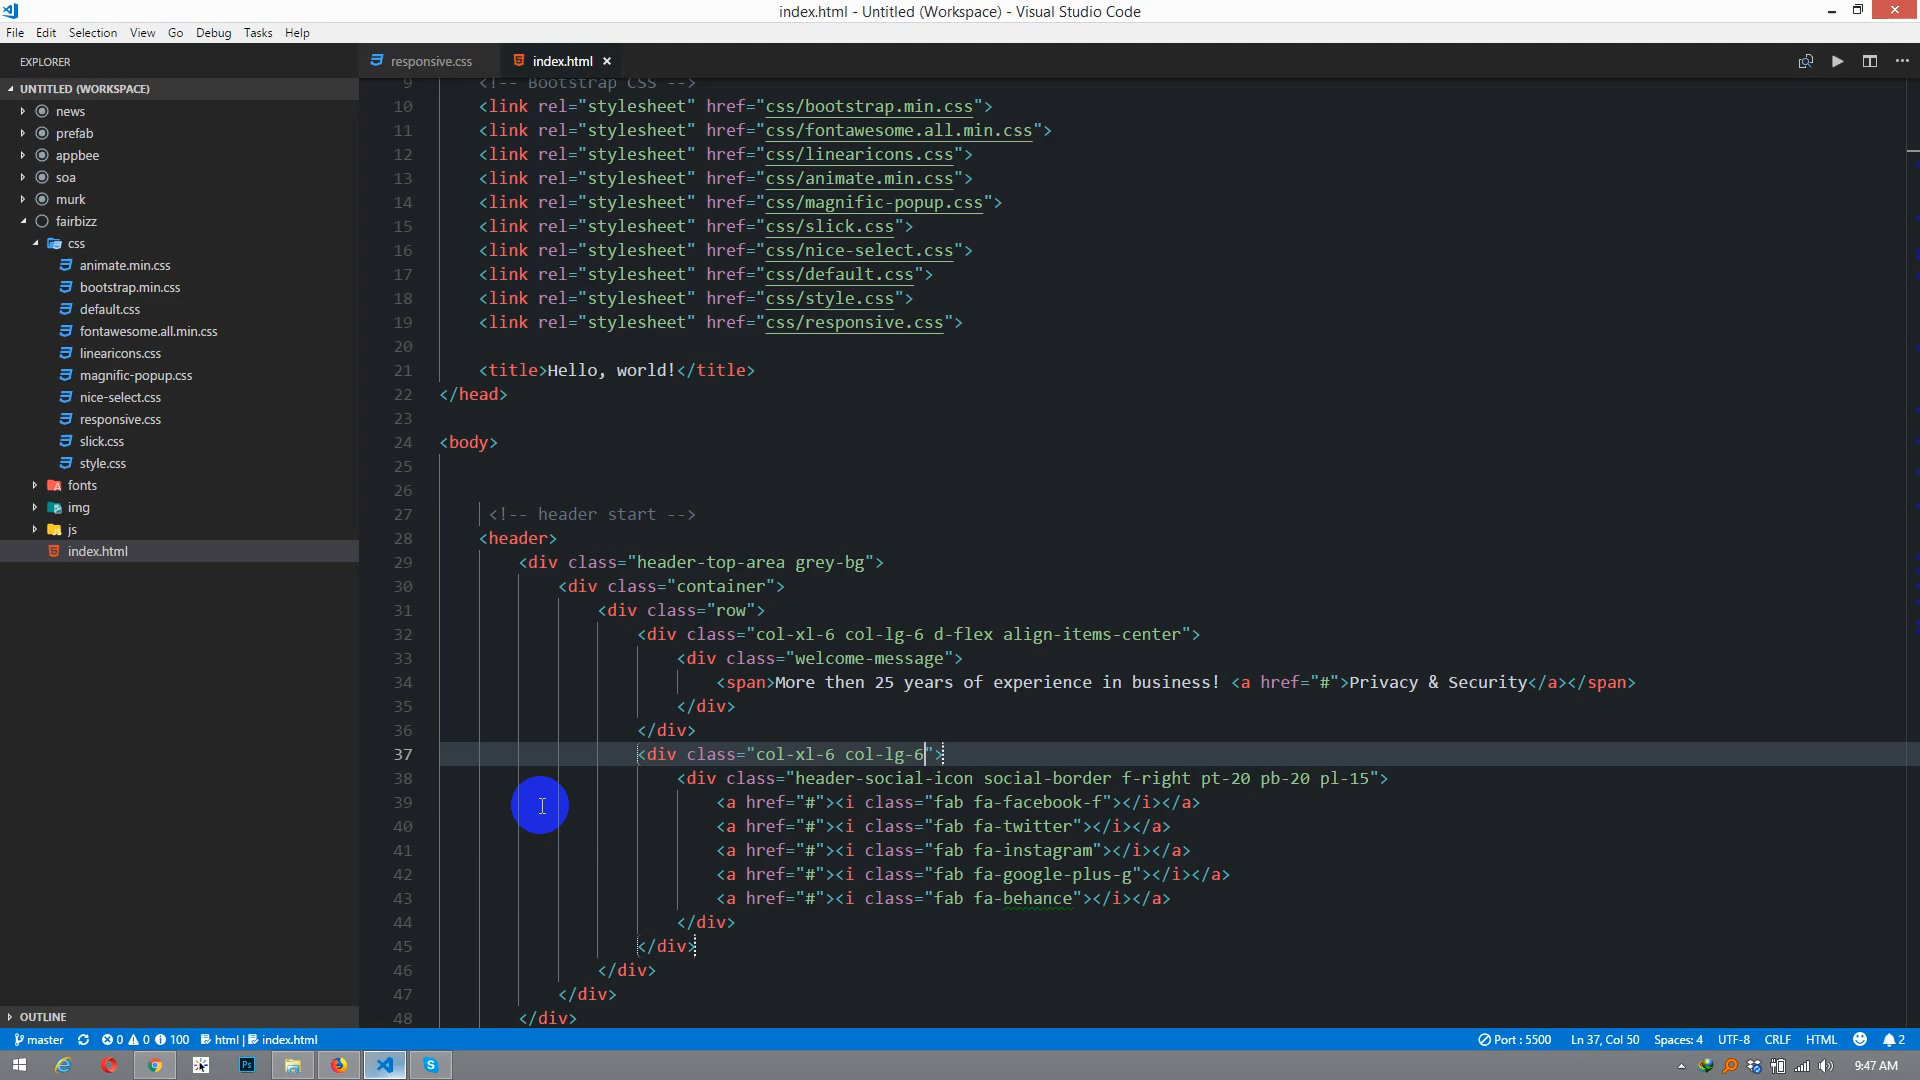 index.html - Untitled (Workspace) - Visual Studio Code
File Edit Selection View Go Debug Tasks Help
EXPLORER
responsive.css index.html ×
UNTITLED (WORKSPACE)
news
prefab
appbee
soa
murk
fairbizz
css
animate.min.css
bootstrap.min.css
default.css
fontawesome.all.min.css
linearicons.css
magnific-popup.css
nice-select.css
responsive.css
slick.css
style.css
fonts
img
js
index.html
OUTLINE
9 <!-- Bootstrap CSS -->
10 <link rel="stylesheet" href="css/bootstrap.min.css">
11 <link rel="stylesheet" href="css/fontawesome.all.min.css">
12 <link rel="stylesheet" href="css/linearicons.css">
13 <link rel="stylesheet" href="css/animate.min.css">
14 <link rel="stylesheet" href="css/magnific-popup.css">
15 <link rel="stylesheet" href="css/slick.css">
16 <link rel="stylesheet" href="css/nice-select.css">
17 <link rel="stylesheet" href="css/default.css">
18 <link rel="stylesheet" href="css/style.css">
19 <link rel="stylesheet" href="css/responsive.css">
20
21 <title>Hello, world!</title>
22 </head>
23
24 <body>
25
26
27 <!-- header start -->
28 <header>
29 <div class="header-top-area grey-bg">
30 <div class="container">
31 <div class="row">
32 <div class="col-xl-6 col-lg-6 d-flex align-items-center">
33 <div class="welcome-message">
34 <span>More then 25 years of experience in business! <a href="#">Privacy & Security</a></span>
35 </div>
36 </div>
37 <div class="col-xl-6 col-lg-6">
38 <div class="header-social-icon social-border f-right pt-20 pb-20 pl-15">
39 <a href="#"><i class="fab fa-facebook-f"></i></a>
40 <a href="#"><i class="fab fa-twitter"></i></a>
41 <a href="#"><i class="fab fa-instagram"></i></a>
42 <a href="#"><i class="fab fa-google-plus-g"></i></a>
43 <a href="#"><i class="fab fa-behance"></i></a>
44 </div>
45 </div>
46 </div>
47 </div>
48 </div>
master 0 0 100 html | index.html Port : 5500 Ln 37, Col 50 Spaces: 4 UTF-8 CRLF HTML 2
Ps 9:47 AM